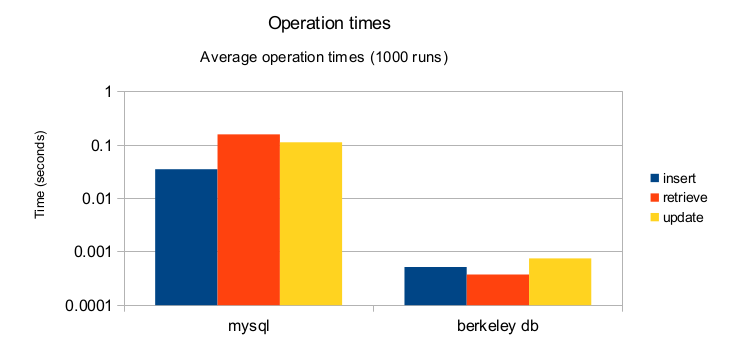 Operation times
Average operation times (1000 runs)
Time (seconds)
1
0.1
0.01
0.001
0.0001
mysql
berkeley db
insert
retrieve
update